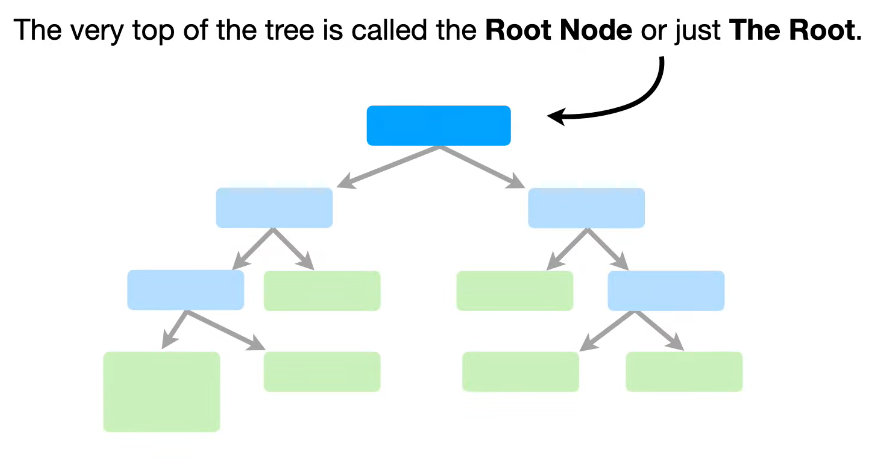 The very top of the tree is called the Root Node or just The Root.